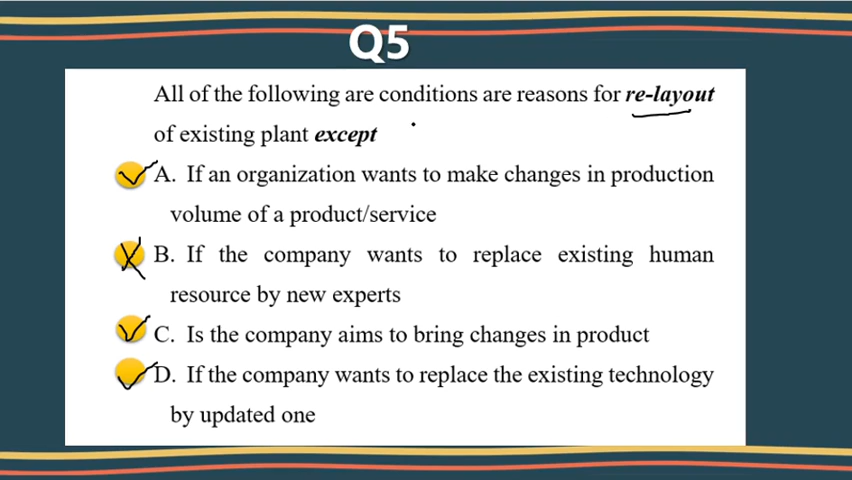 Q5
All of the following are conditions are reasons for re-layout
of existing plant except
A. If an organization wants to make changes in production
volume of a product/service
B. If the company wants to replace existing human
resource by new experts
C. Is the company aims to bring changes in product
D. If the company wants to replace the existing technology
by updated one